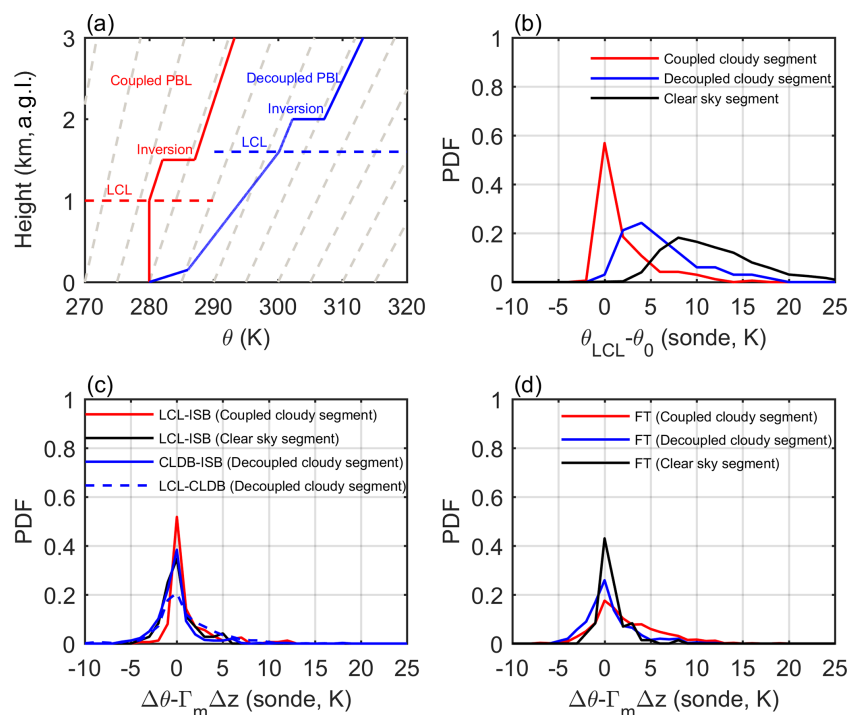 (a)
3
2
1
0
Height (km,a.g.l.)
Coupled PBL
Decoupled PBL
Inversion
Inversion
LCL
LCL
270 280 290 300 310 320
θ (K)
(b)
1
0.8
0.6
0.4
0.2
0
PDF
Coupled cloudy segment
Decoupled cloudy segment
Clear sky segment
-10 -5 0 5 10 15 20 25
θ_LCL-θ_0 (sonde, K)
(c)
1
0.8
0.6
0.4
0.2
0
PDF
LCL-ISB (Coupled cloudy segment)
LCL-ISB (Clear sky segment)
CLDB-ISB (Decoupled cloudy segment)
LCL-CLDB (Decoupled cloudy segment)
-10 -5 0 5 10 15 20 25
Δθ-Γ_mΔz (sonde, K)
(d)
1
0.8
0.6
0.4
0.2
0
PDF
FT (Coupled cloudy segment)
FT (Decoupled cloudy segment)
FT (Clear sky segment)
-10 -5 0 5 10 15 20 25
Δθ-Γ_mΔz (sonde, K)